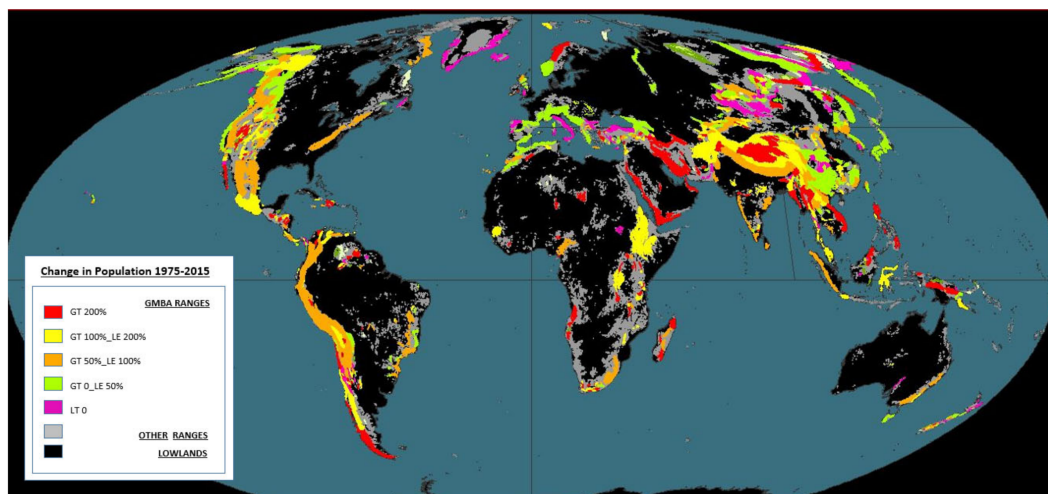 Change in Population 1975-2015
GMBA RANGES
GT 200%
GT 100%_LE 200%
GT 50%_LE 100%
GT 0_LE 50%
LT 0
OTHER RANGES
LOWLANDS